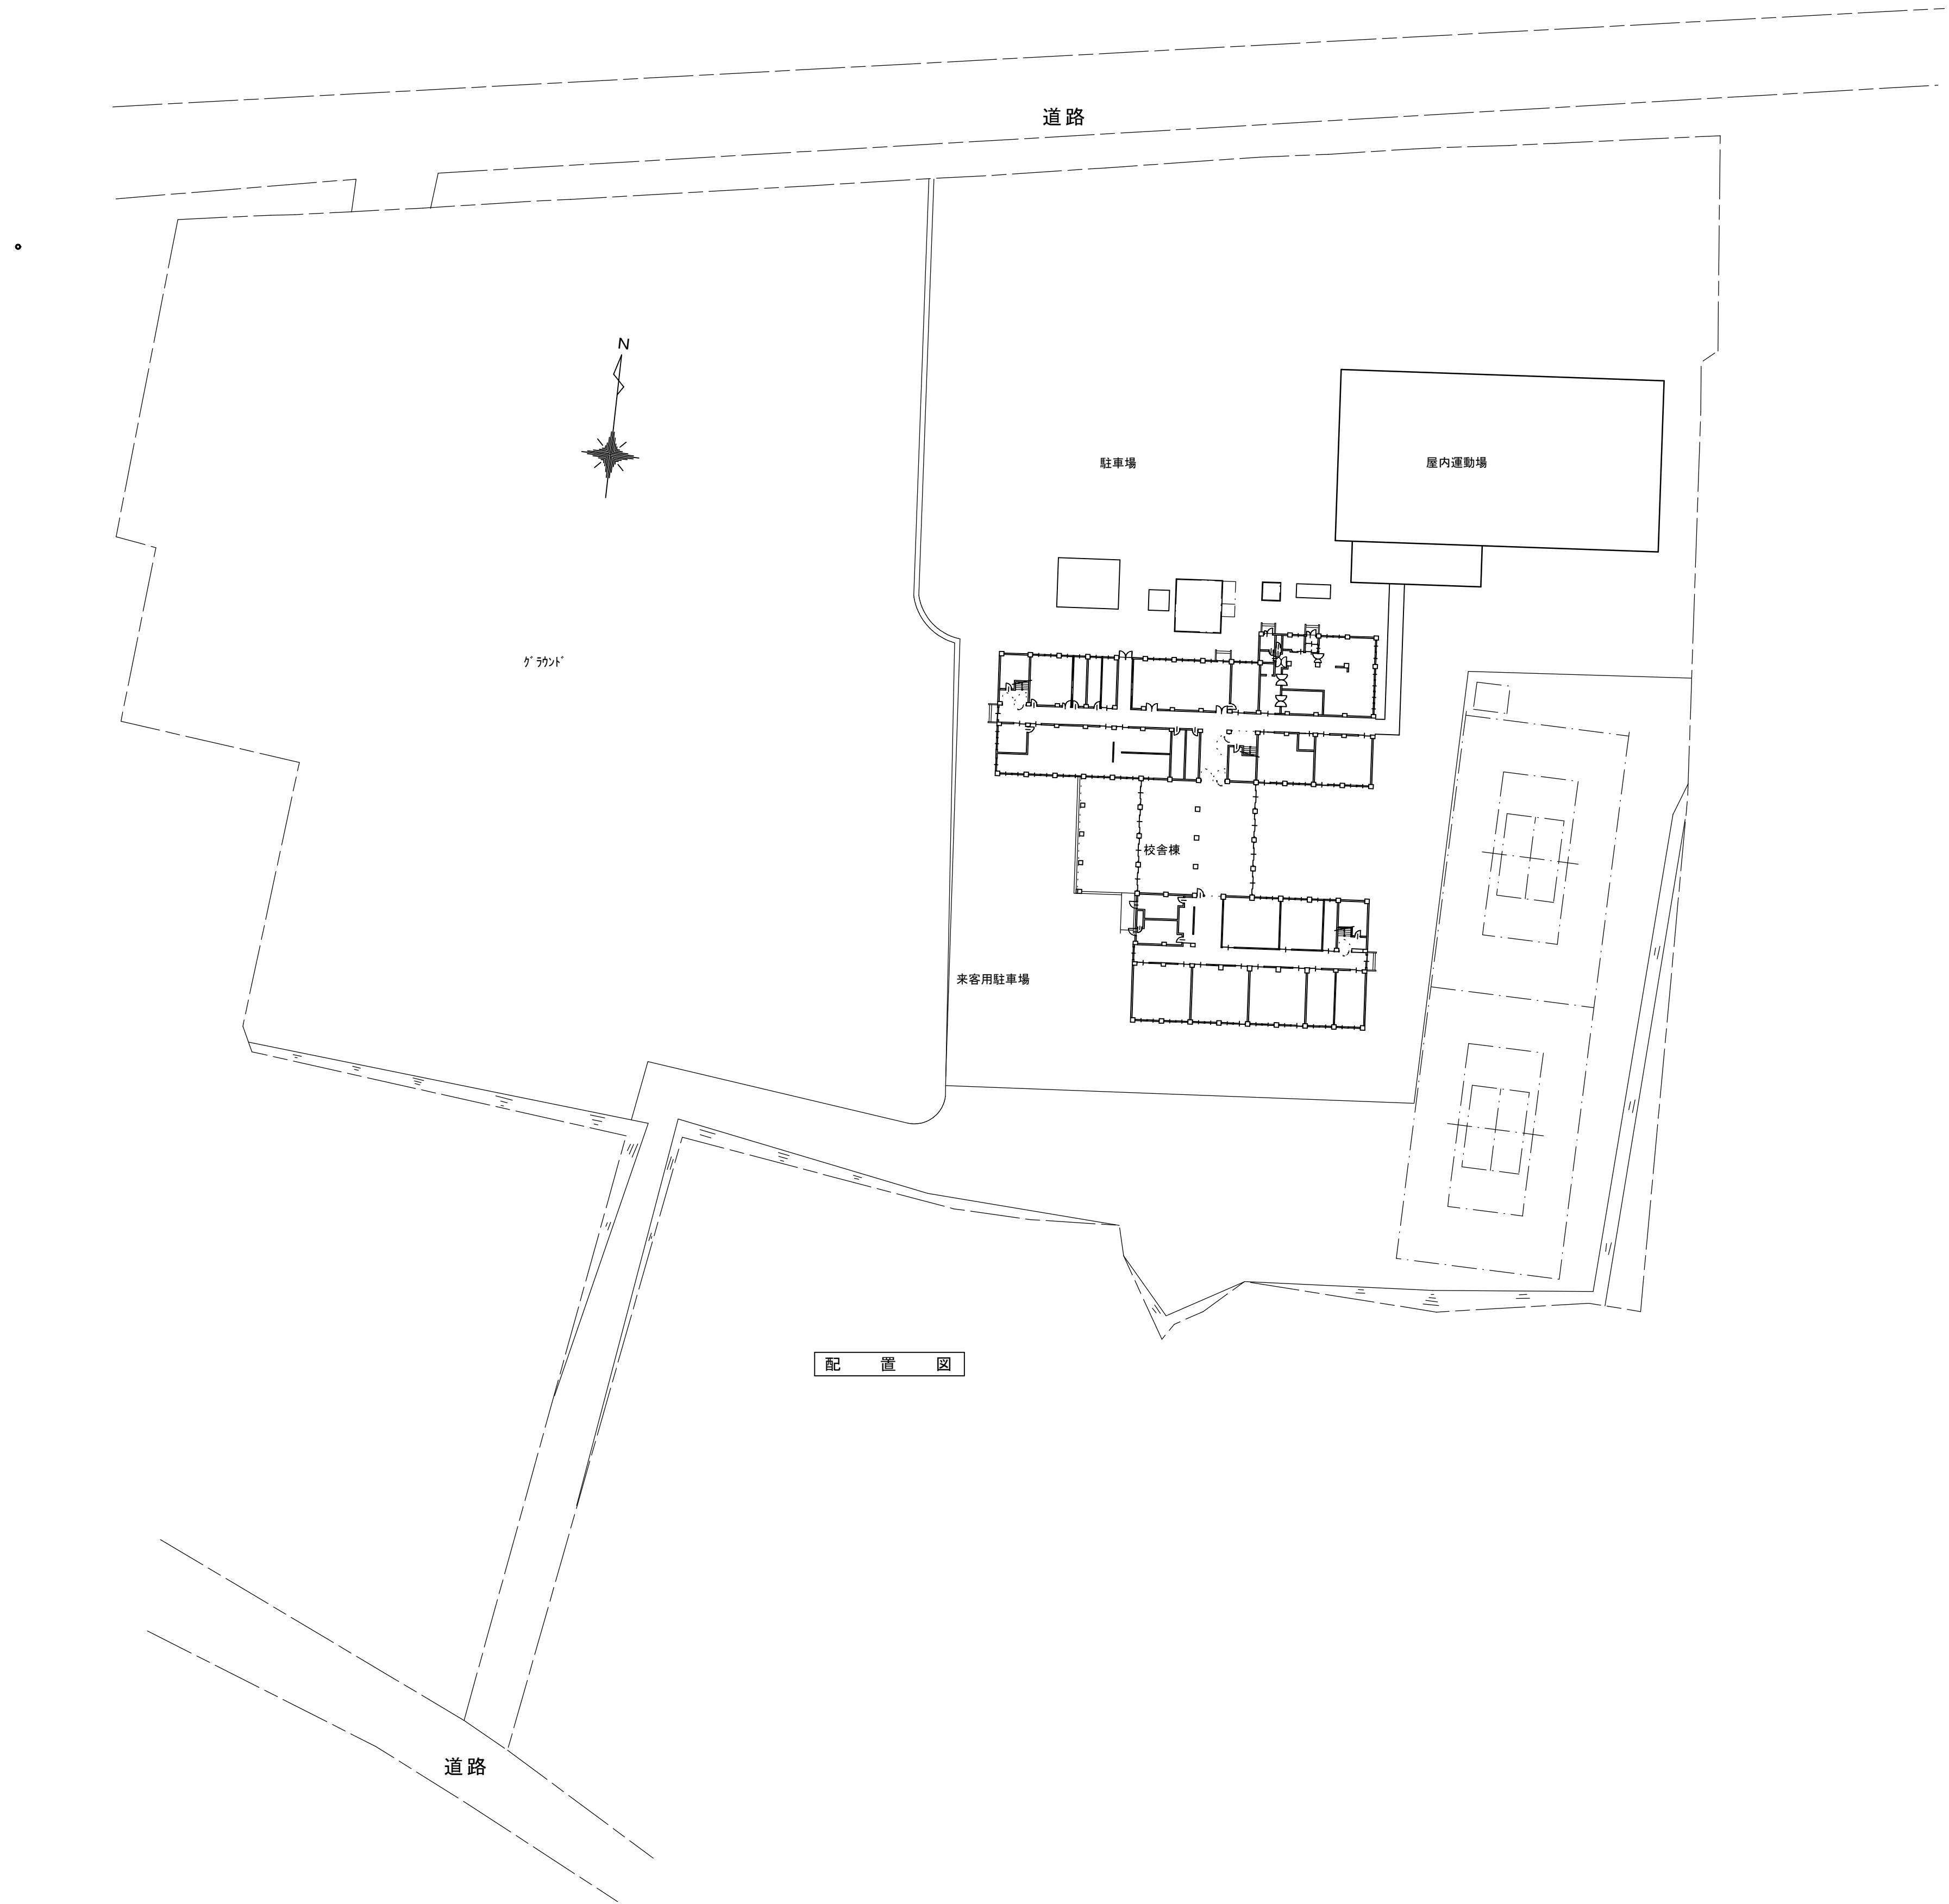 道路
N
駐車場
屋内運動場
ｸﾞﾗｳﾝﾄﾞ
校舎棟
来客用駐車場
配置図
道路